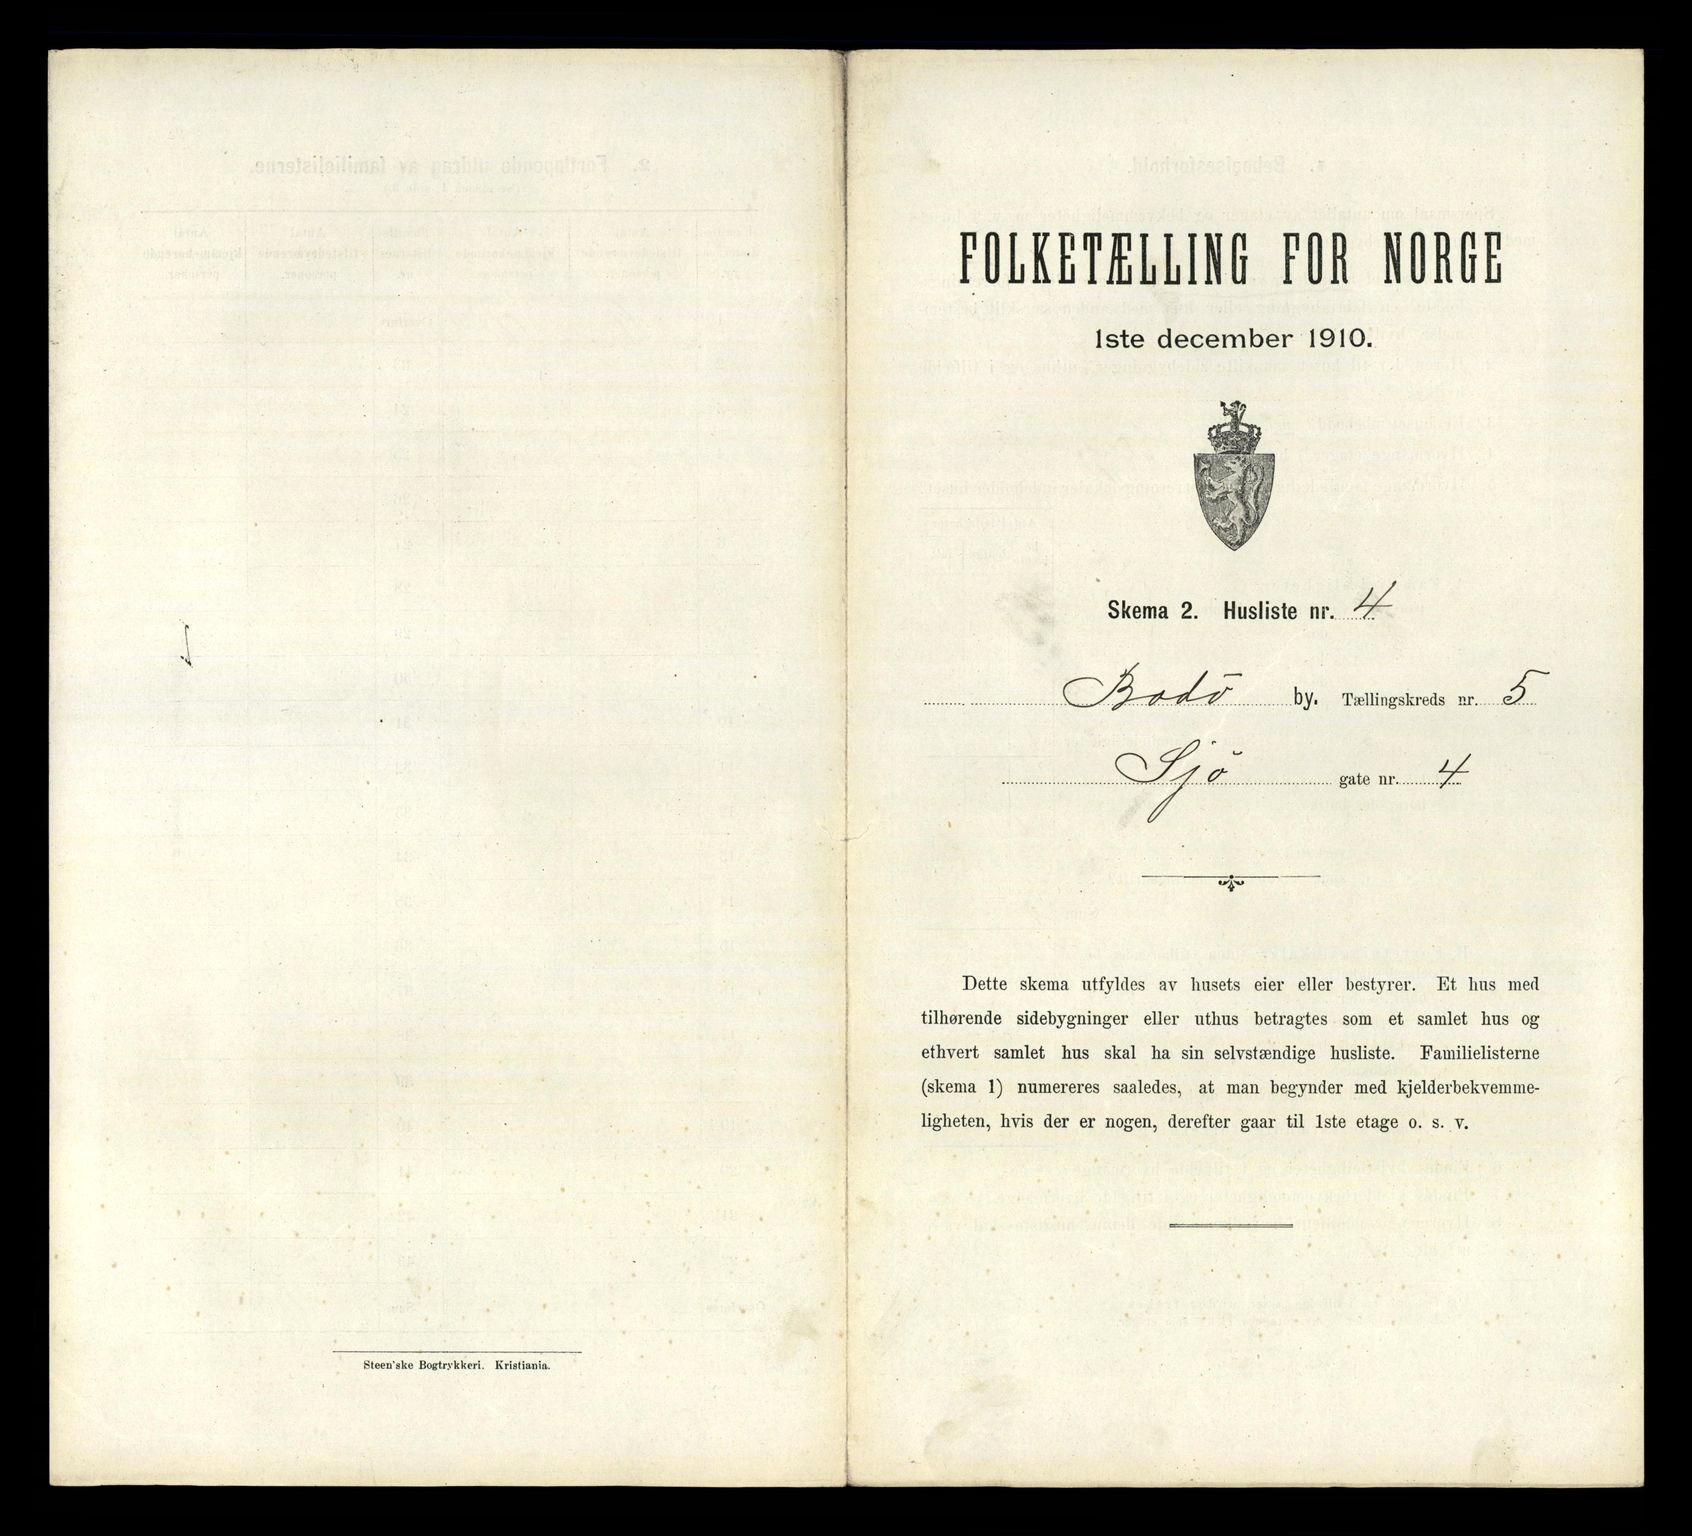 Steen'ske Bogtrykkeri. Kristiania.
FOLKETÆLLING FOR NORGE
1ste december 1910.
Skema 2. Husliste nr. 4
Bodö by. Tællingskreds nr. 5
Sjö gate nr. 4
Dette skema utfyldes av husets eier eller bestyrer. Et hus med
tilhørende sidebygninger eller uthus betragtes som et samlet hus og
ethvert samlet hus skal ha sin selvstændige husliste. Familielisterne
(skema 1) numereres saaledes, at man begynder med kjelderbekvemme-
ligheten, hvis der er nogen, derefter gaar til 1ste etage o. s. v.